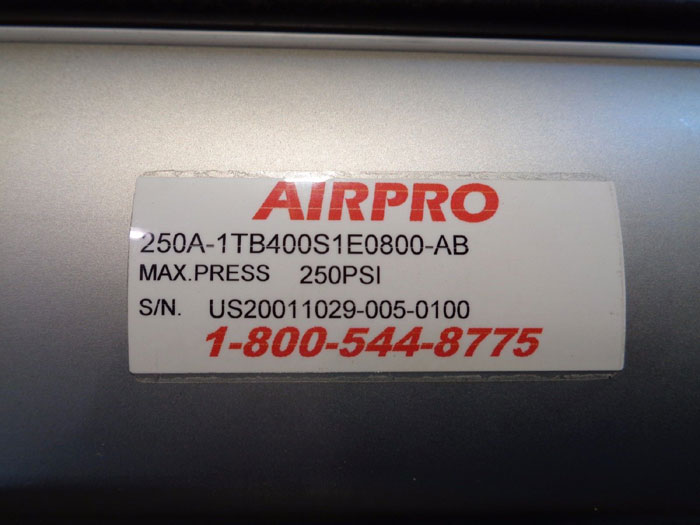 AIRPRO
250A-1TB400S1E0800-AB
MAX.PRESS 250PSI
S/N. US20011029-005-0100
1-800-544-8775